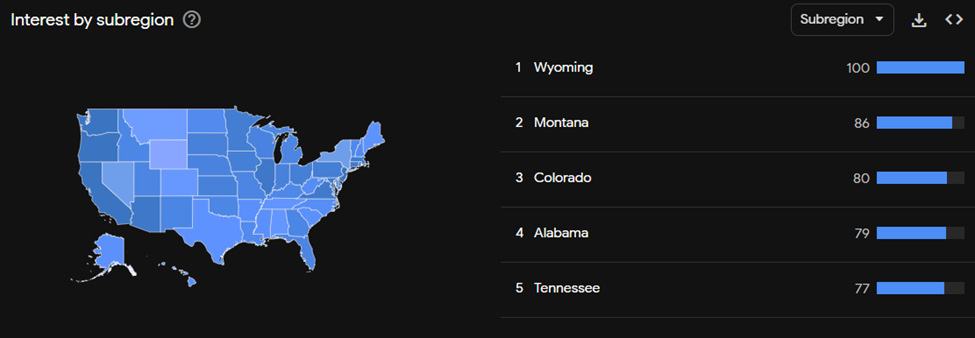 Interest by subregion ?
Subregion
1 Wyoming 100
2 Montana 86
3 Colorado 80
4 Alabama 79
5 Tennessee 77